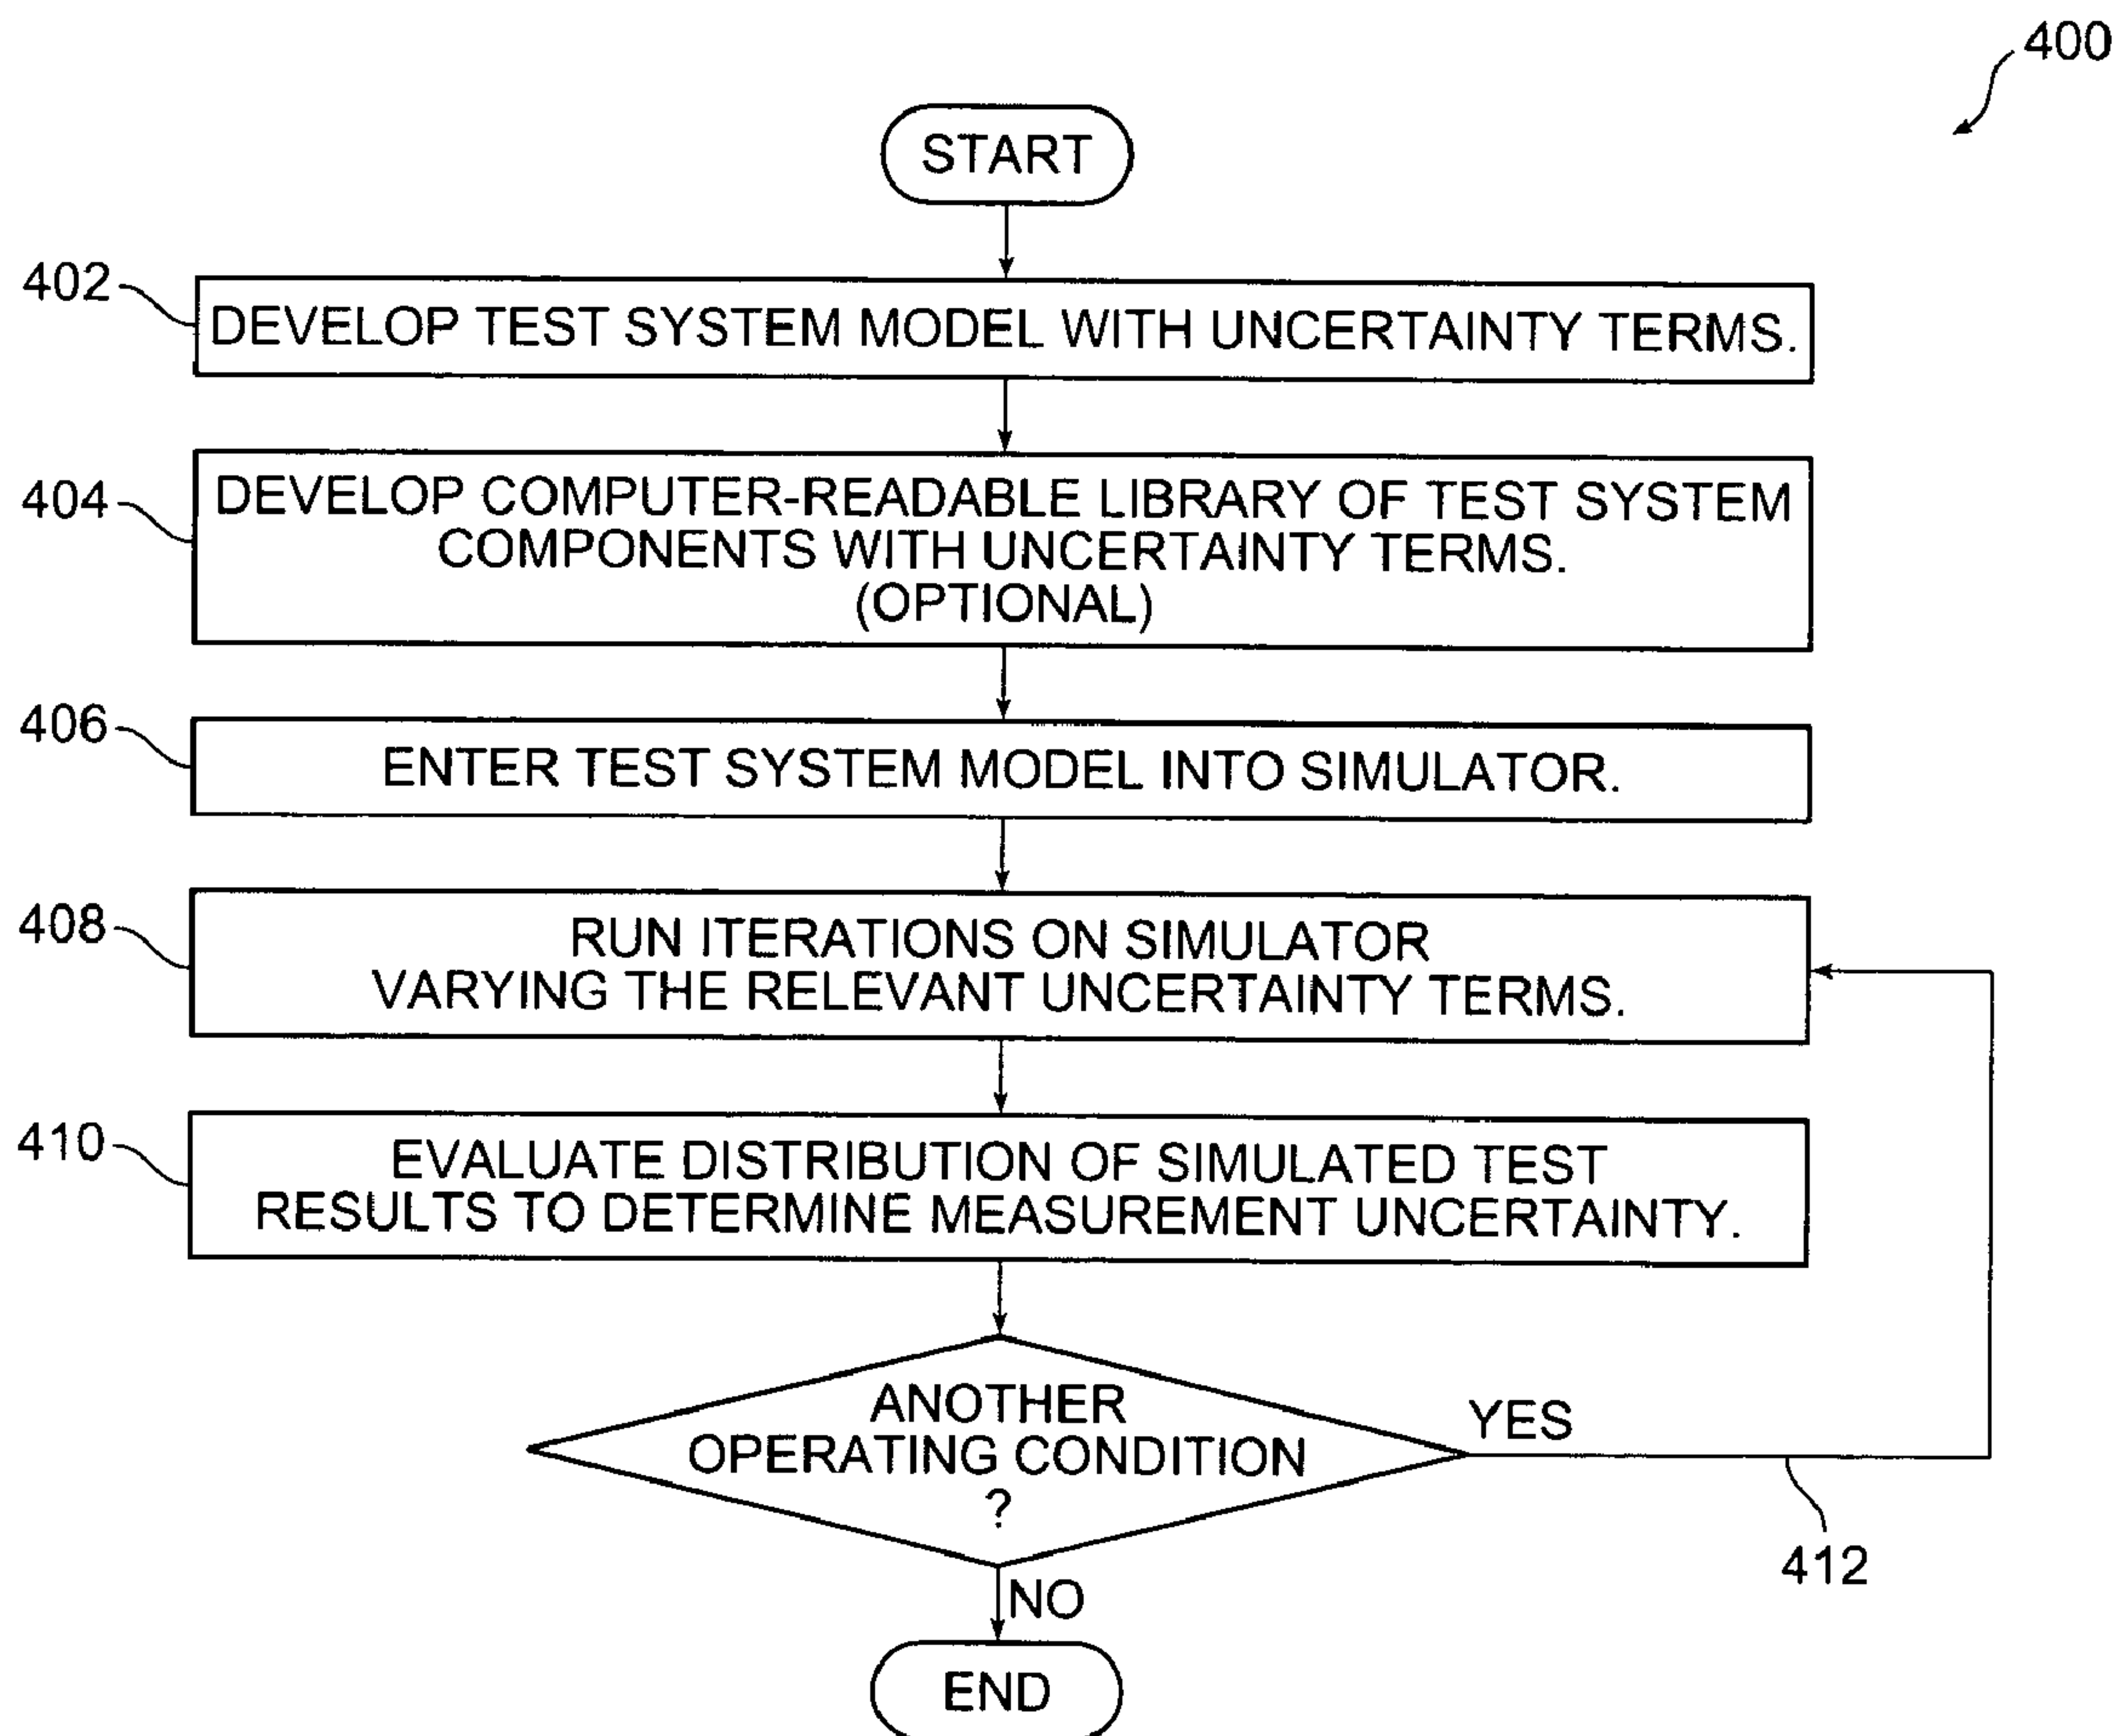 400
START
402
DEVELOP TEST SYSTEM MODEL WITH UNCERTAINTY TERMS.
404
DEVELOP COMPUTER-READABLE LIBRARY OF TEST SYSTEM
COMPONENTS WITH UNCERTAINTY TERMS.
(OPTIONAL)
406
ENTER TEST SYSTEM MODEL INTO SIMULATOR.
408
RUN ITERATIONS ON SIMULATOR
VARYING THE RELEVANT UNCERTAINTY TERMS.
410
EVALUATE DISTRIBUTION OF SIMULATED TEST
RESULTS TO DETERMINE MEASUREMENT UNCERTAINTY.
ANOTHER
OPERATING CONDITION
?
YES
412
NO
END